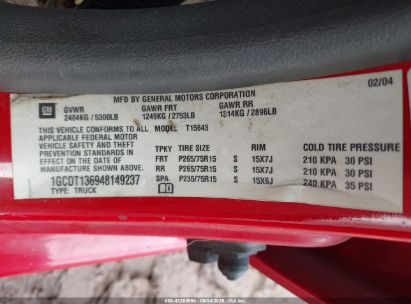 02/04
MFD BY GENERAL MOTORS CORPORATION
GM GVWR GAWR FRT GAWR RR
2404KG / 5300LB 1249KG / 2753LB 1314KG / 2896LB
THIS VEHICLE CONFORMS TO ALL MODEL T15643
APPLICABLE FEDERAL MOTOR
VEHICLE SAFETY AND BUMPER
STANDARDS IN EFFECT ON THE
DATE OF MANUFACTURE
SHOWN ABOVE.
1GCDT136948149237
TYPE: TRUCK
TPKY TIRE SIZE SPEED RTG RIM COLD TIRE PRESSURE
FRT P265/75R15 S 15X7J 210 KPA 30 PSI
RR P265/75R15 S 15X7J 210 KPA 30 PSI
SPA P235/75R15 S 15X6J 240 KPA 35 PSI